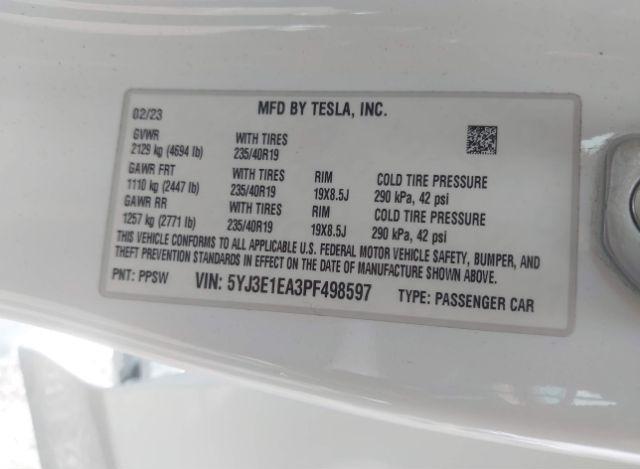 02/23 MFD BY TESLA, INC.
GVWR WITH TIRES
2129 kg (4694 lb) 235/40R19
GAWR FRT WITH TIRES RIM COLD TIRE PRESSURE
1110 kg (2447 lb) 235/40R19 19X8.5J 290 kPa, 42 psi
GAWR RR WITH TIRES RIM COLD TIRE PRESSURE
1257 kg (2771 lb) 235/40R19 19X8.5J 290 kPa, 42 psi
THIS VEHICLE CONFORMS TO ALL APPLICABLE U.S. FEDERAL MOTOR VEHICLE SAFETY, BUMPER, AND
THEFT PREVENTION STANDARDS IN EFFECT ON THE DATE OF MANUFACTURE SHOWN ABOVE.
PNT: PPSW VIN: 5YJ3E1EA3PF498597 TYPE: PASSENGER CAR